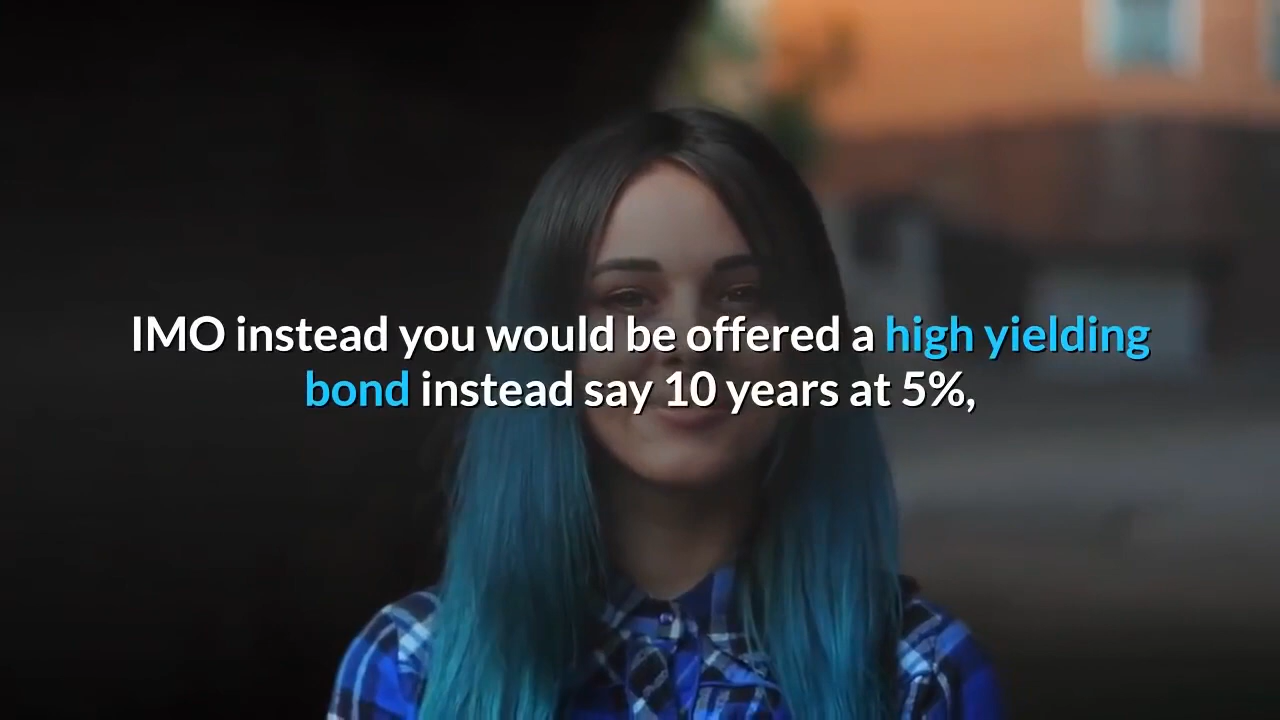 IMO instead you would be offered a high yielding
bond instead say 10 years at 5%,